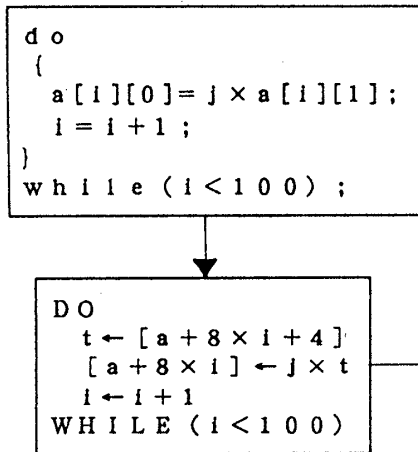 do
{
a[i][0]=j×a[i][1];
i=i+1;
}
while(i<100);
DO
t←[a+8×i+4]
[a+8×i]←j×t
i←i+1
WHILE(i<100)